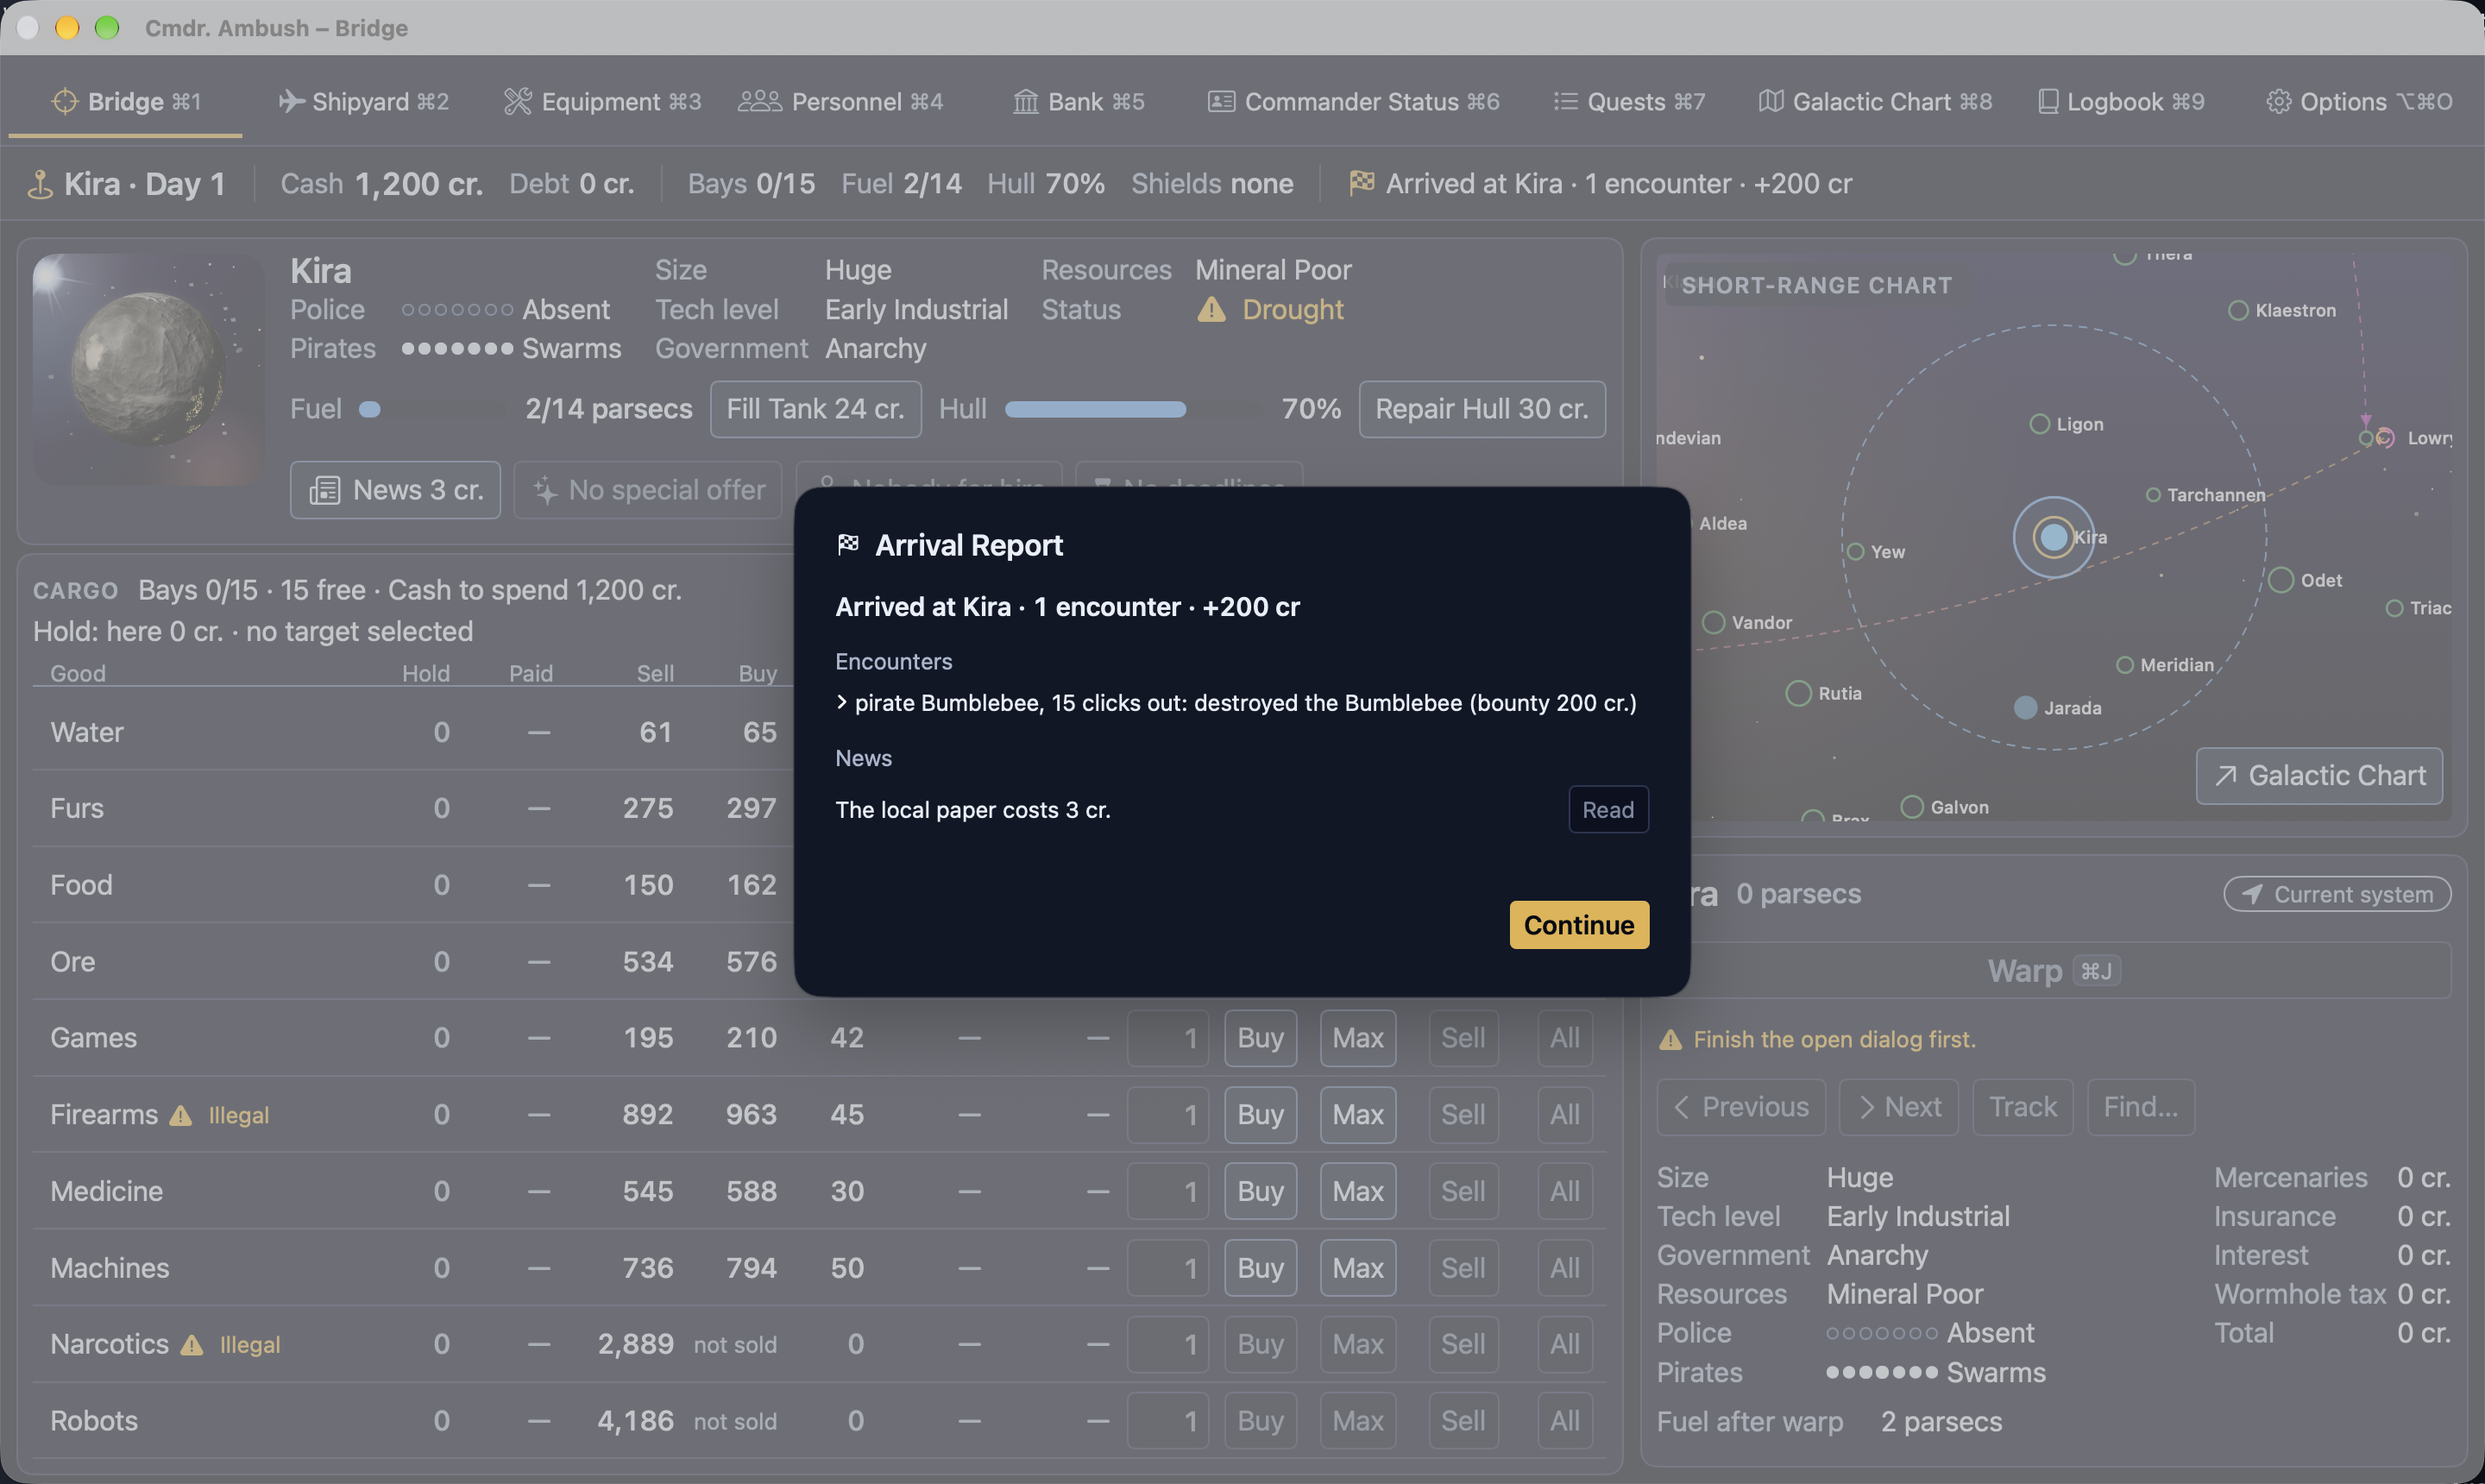 Cmdr. Ambush – Bridge
Bridge ⌘1 Shipyard ⌘2 Equipment ⌘3 Personnel ⌘4 Bank ⌘5 Commander Status ⌘6 Quests ⌘7 Galactic Chart ⌘8 Logbook ⌘9 Options ⌥⌘O
Kira · Day 1 Cash 1,200 cr. Debt 0 cr. Bays 0/15 Fuel 2/14 Hull 70% Shields none Arrived at Kira · 1 encounter · +200 cr
Kira Size Huge Resources Mineral Poor
Police Absent Tech level Early Industrial Status Drought
Pirates Swarms Government Anarchy
Fuel 2/14 parsecs Fill Tank 24 cr. Hull 70% Repair Hull 30 cr.
News 3 cr. No special offer
CARGO Bays 0/15 · 15 free · Cash to spend 1,200 cr.
Hold: here 0 cr. · no target selected
Good Hold Paid Sell Buy
Water 0 — 61 65
Furs 0 — 275 297
Food 0 — 150 162
Ore 0 — 534 576
Games 0 — 195 210 42 — — 1 Buy Max Sell All
Firearms Illegal 0 — 892 963 45 — — 1 Buy Max Sell All
Medicine 0 — 545 588 30 — — 1 Buy Max Sell All
Machines 0 — 736 794 50 — — 1 Buy Max Sell All
Narcotics Illegal 0 — 2,889 not sold 0 — — 1 Buy Max Sell All
Robots 0 — 4,186 not sold 0 — — 1 Buy Max Sell All
Arrival Report
Arrived at Kira · 1 encounter · +200 cr
Encounters
> pirate Bumblebee, 15 clicks out: destroyed the Bumblebee (bounty 200 cr.)
News
The local paper costs 3 cr. Read
Continue
SHORT-RANGE CHART
Klaestron
Ligon
ndevian
Lowry
Tarchannen
Aldea
Kira
Yew
Odet
Triac
Vandor
Meridian
Rutia
Jarada
Galactic Chart
Galvon
ra 0 parsecs Current system
Warp ⌘J
Finish the open dialog first.
Previous Next Track Find...
Size Huge Mercenaries 0 cr.
Tech level Early Industrial Insurance 0 cr.
Government Anarchy Interest 0 cr.
Resources Mineral Poor Wormhole tax 0 cr.
Police Absent Total 0 cr.
Pirates Swarms
Fuel after warp 2 parsecs